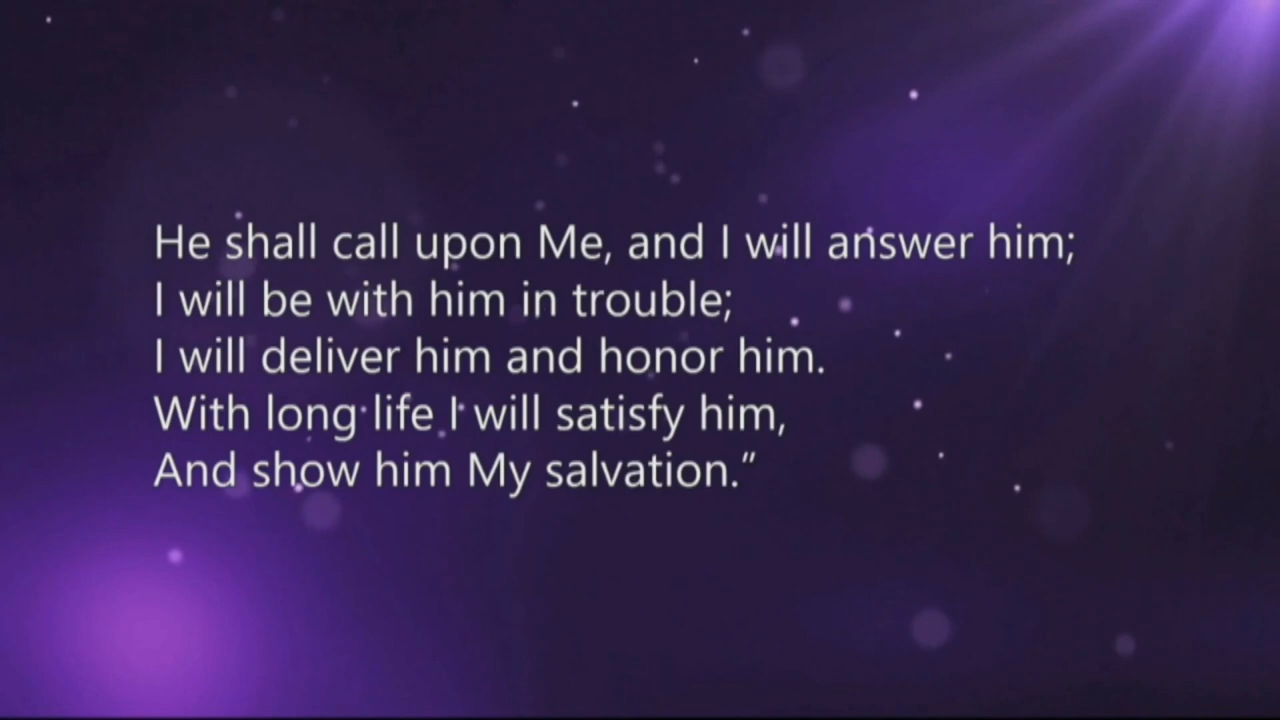 He shall call upon Me, and I will answer him;
I will be with him in trouble;
I will deliver him and honor him.
With long life I will satisfy him,
And show him My salvation.”